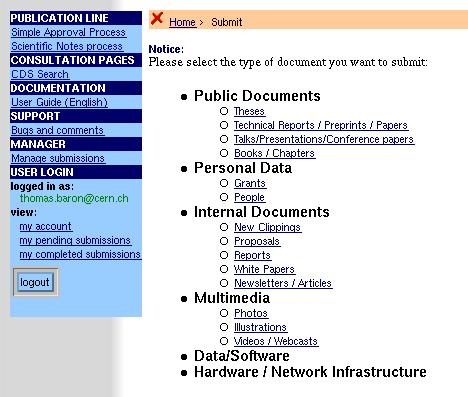 PUBLICATION LINE
Simple Approval Process
Scientific Notes process
CONSULTATION PAGES
CDS Search
DOCUMENTATION
User Guide (English)
SUPPORT
Bugs and comments
MANAGER
Manage submissions
USER LOGIN
logged in as:
thomas.baron@cern.ch
view:
my account
my pending submissions
my completed submissions
logout
Home > Submit
Notice:
Please select the type of document you want to submit:
Public Documents
Theses
Technical Reports / Preprints / Papers
Talks/Presentations/Conference papers
Books / Chapters
Personal Data
Grants
People
Internal Documents
New Clippings
Proposals
Reports
White Papers
Newsletters / Articles
Multimedia
Photos
Illustrations
Videos / Webcasts
Data/Software
Hardware / Network Infrastructure